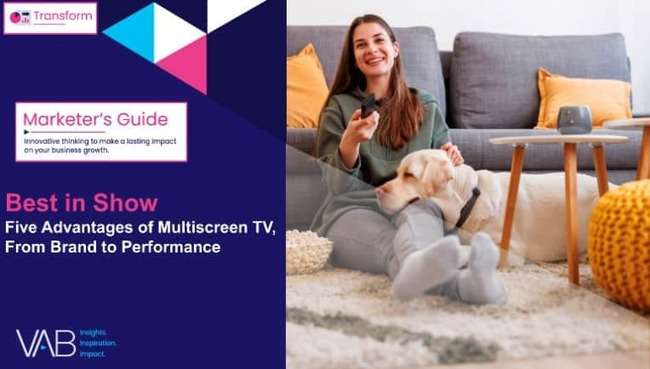 Transform
Marketer's Guide
Innovative thinking to make a lasting impact
on your business growth.
Best in Show
Five Advantages of Multiscreen TV,
From Brand to Performance
VAB
Insights.
Inspiration.
Impact.